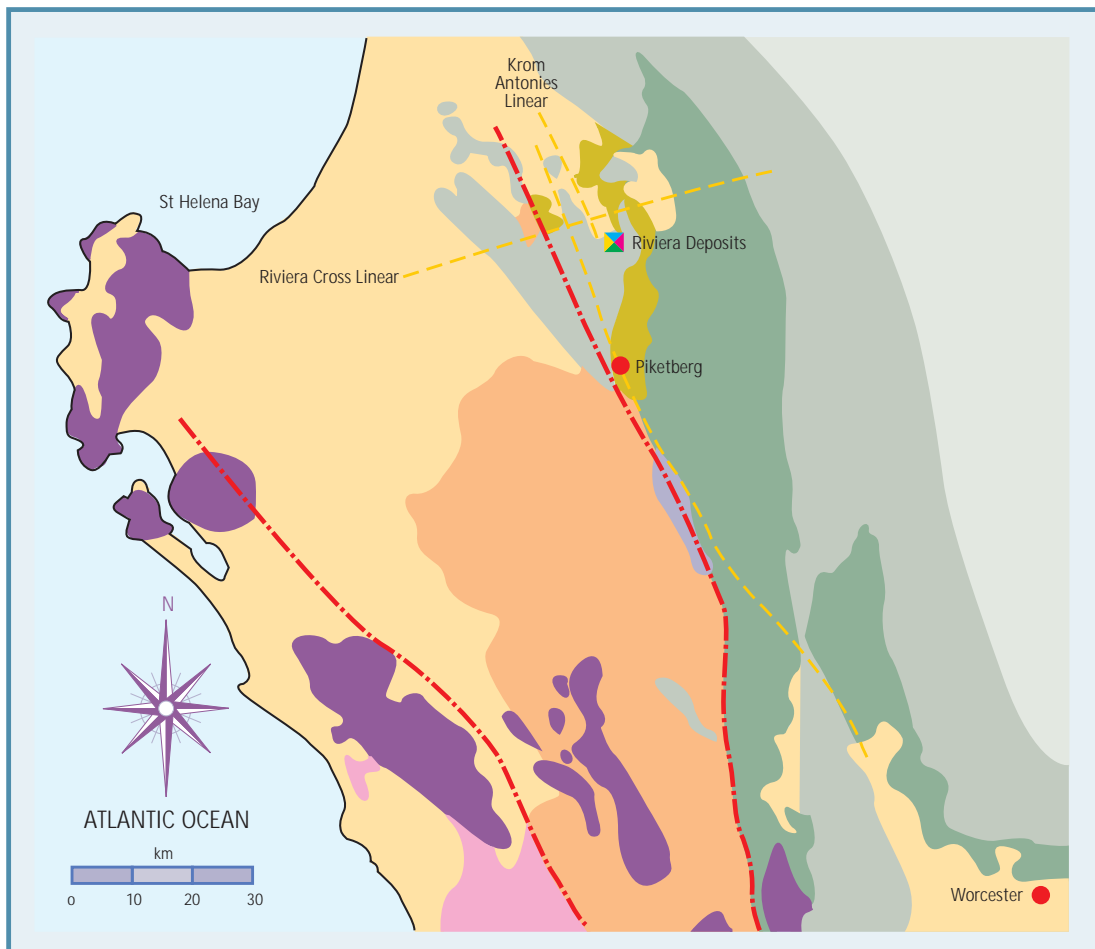 Krom
Antonies
Linear
St Helena Bay
Riviera Deposits
Riviera Cross Linear
Piketberg
N
ATLANTIC OCEAN
km
0 10 20 30
Worcester